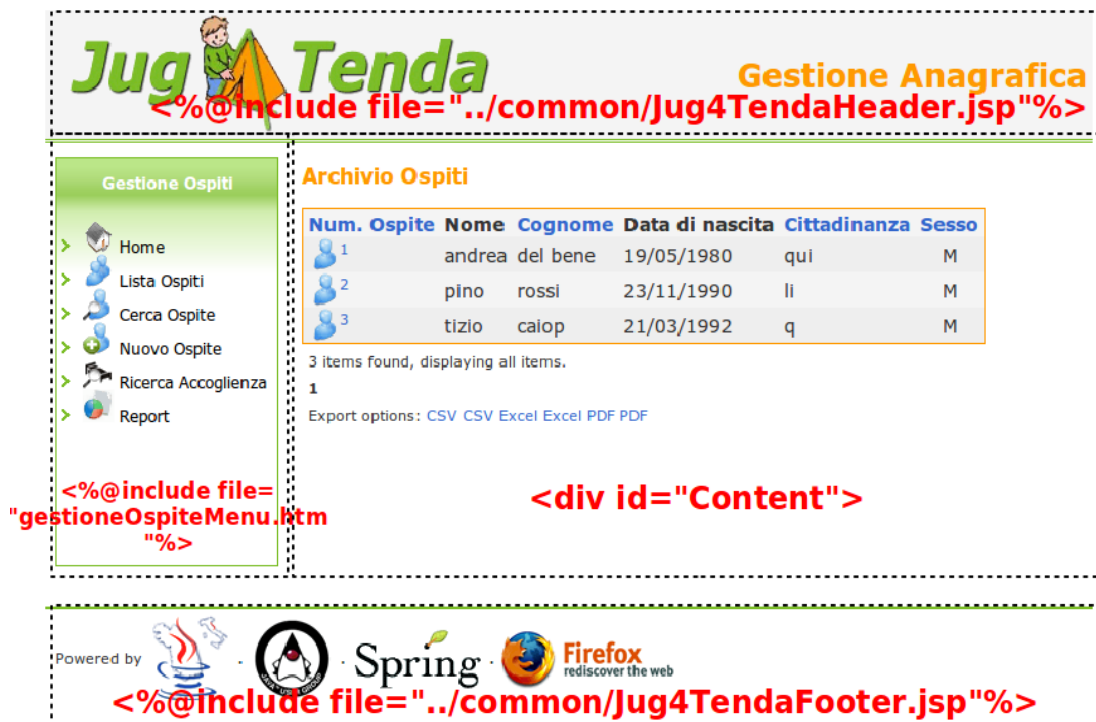 Jug Tenda
Gestione Anagrafica
<%@include file="../common/Jug4TendaHeader.jsp"%>
Gestione Ospiti
Home
Lista Ospiti
Cerca Ospite
Nuovo Ospite
Ricerca Accoglienza
Report
<%@include file=
"gestioneOspiteMenu.htm
"%>
Archivio Ospiti
Num. Ospite Nome Cognome Data di nascita Cittadinanza Sesso
1 andrea del bene 19/05/1980 qui M
2 pino rossi 23/11/1990 li M
3 tizio caiop 21/03/1992 q M
3 items found, displaying all items.
1
Export options: CSV CSV Excel Excel PDF PDF
<div id="Content">
Powered by
Spring
Firefox
rediscover the web
<%@include file="../common/Jug4TendaFooter.jsp"%>